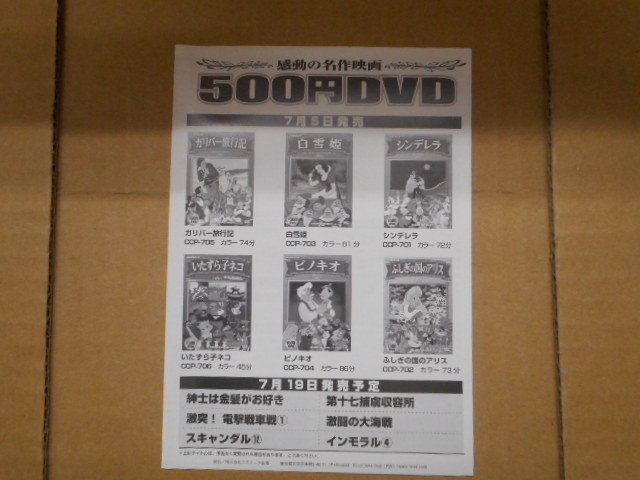 感動の名作映画
500円DVD
7月5日発売
ガリバー旅行記
白雪姫
シンデレラ
ガリバー旅行記
CCP-705 カラー 74分
白雪姫
CCP-703 カラー 81分
シンデレラ
CCP-701 カラー 72分
いたずら子ネコ
ピノキオ
ふしぎの国のアリス
いたずら子ネコ
CCP-706 カラー 45分
ピノキオ
CCP-704 カラー
ふしぎの国のアリス
CCP-702 カラー 73分
7月19日発売予定
紳士は金髪がお好き
第十七捕虜収容所
激突！電撃戦車戦①
激闘の大海戦
スキャンダル⑫
インモラル④